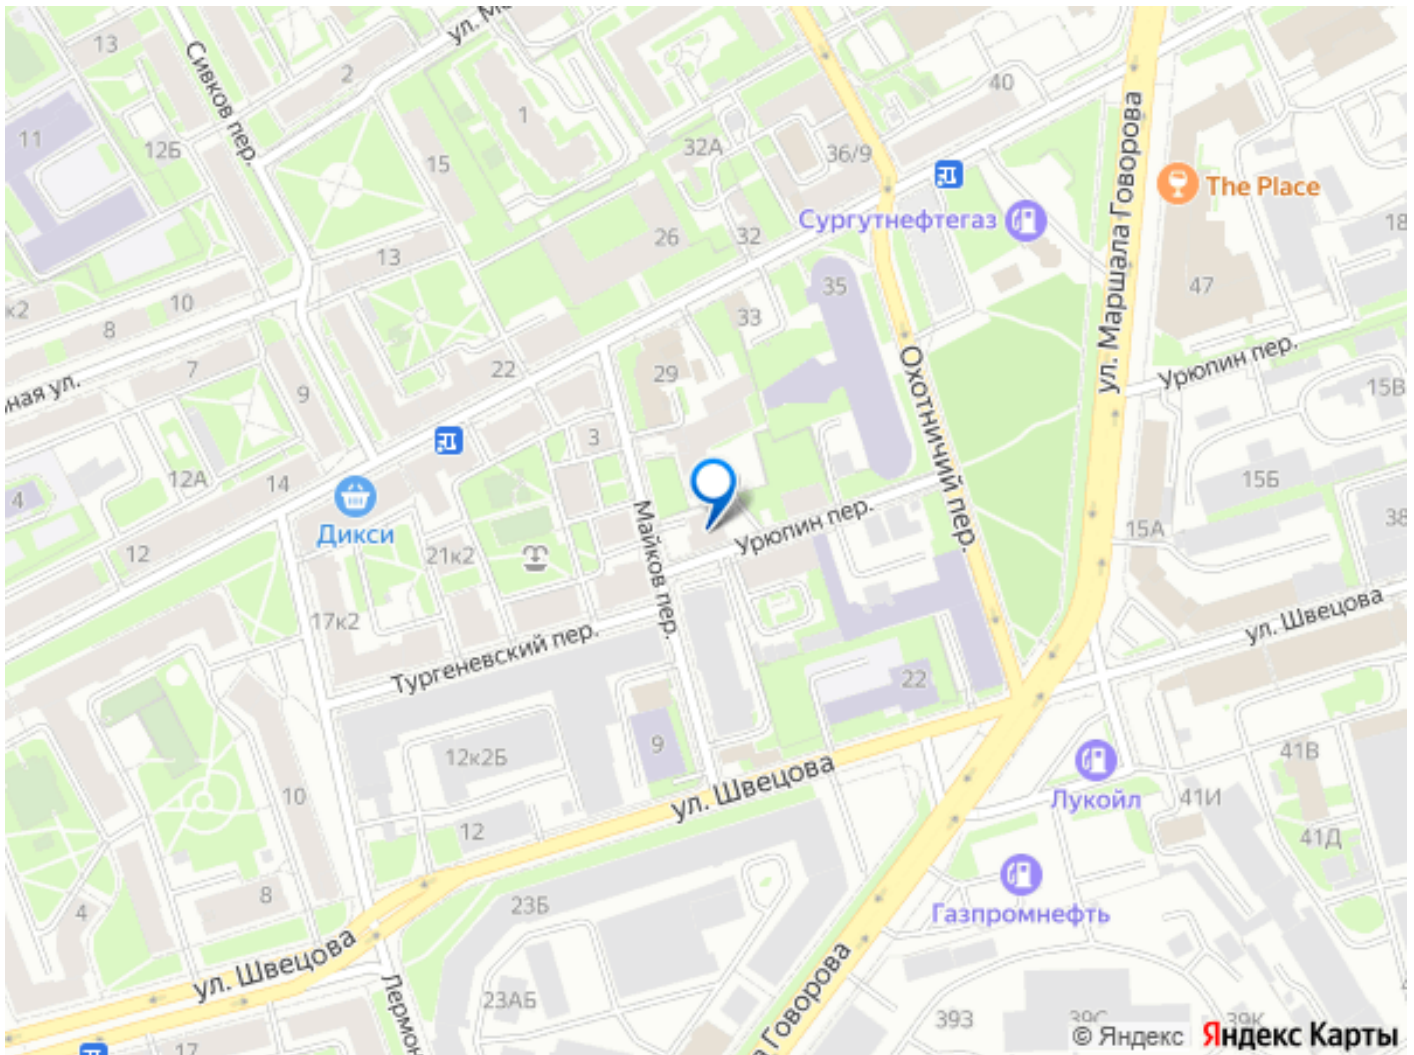 ул. М
13
Сивков пер.
2
40
ул. Маршала Говорова
1
11
12Б
15
32А
36/9
The Place
Сургутнефтегаз
18
26
32
13
35
47
к2
10
8
33
Урюпин пер.
7
22
29
Охотничий пер.
ная ул.
9
15В
3
12А
14
4
15Б
Дикси
Майков пер.
Урюпин пер.
38
15А
12
21к2
17к2
ул. Швецова
Тургеневский пер.
22
9
12к2Б
41В
ул. Швецова
10
Лукойл
41И
12
41Д
8
4
23Б
Газпромнефть
ул. Швецова
Лермон
23АБ
а Говорова
39З
39С
39К
17
© Яндекс Яндекс Карты